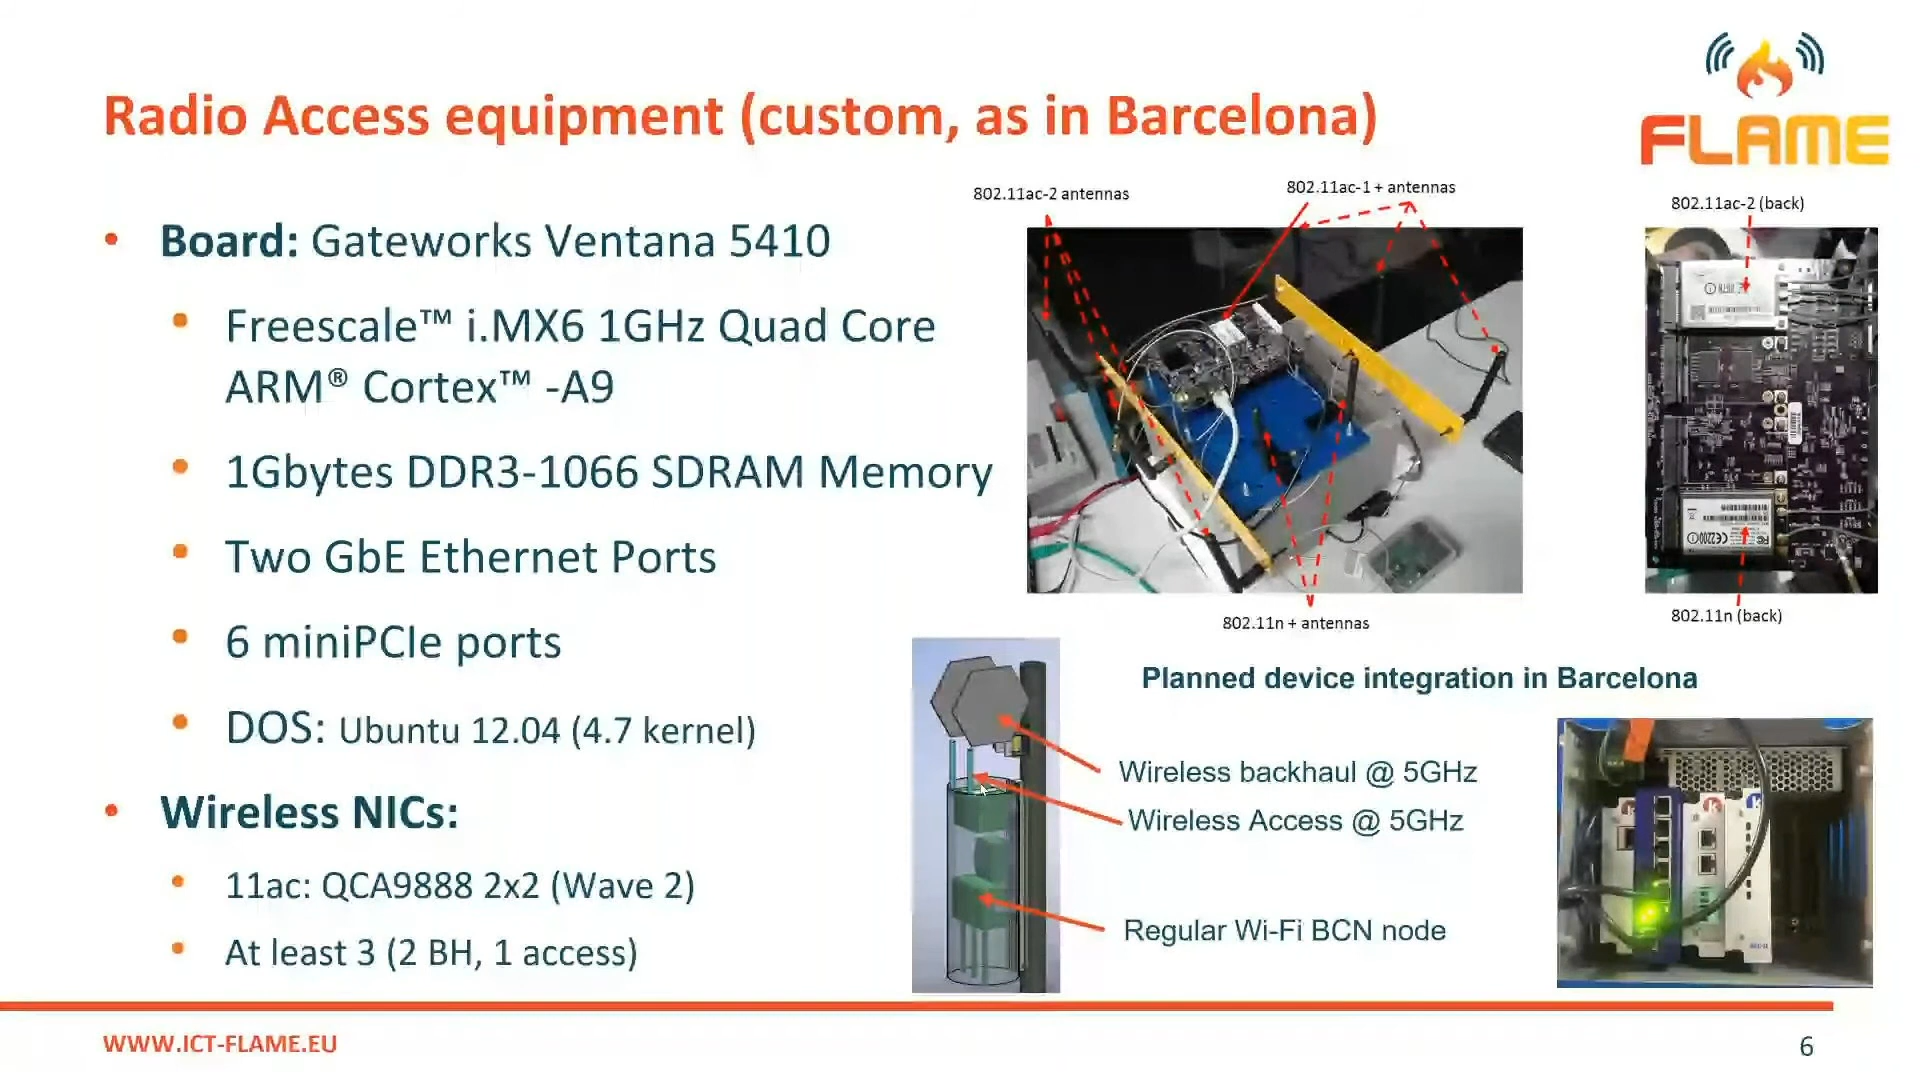 FLAME
Radio Access equipment (custom, as in Barcelona)
• Board: Gateworks Ventana 5410
• Freescale™ i.MX6 1GHz Quad Core
ARM® Cortex™ -A9
• 1Gbytes DDR3-1066 SDRAM Memory
• Two GbE Ethernet Ports
• 6 miniPCIe ports
• DOS: Ubuntu 12.04 (4.7 kernel)
• Wireless NICs:
• 11ac: QCA9888 2x2 (Wave 2)
• At least 3 (2 BH, 1 access)
802.11ac-2 antennas
802.11ac-1 + antennas
802.11ac-2 (back)
802.11n + antennas
802.11n (back)
Planned device integration in Barcelona
Wireless backhaul @ 5GHz
Wireless Access @ 5GHz
Regular Wi-Fi BCN node
WWW.ICT-FLAME.EU
6